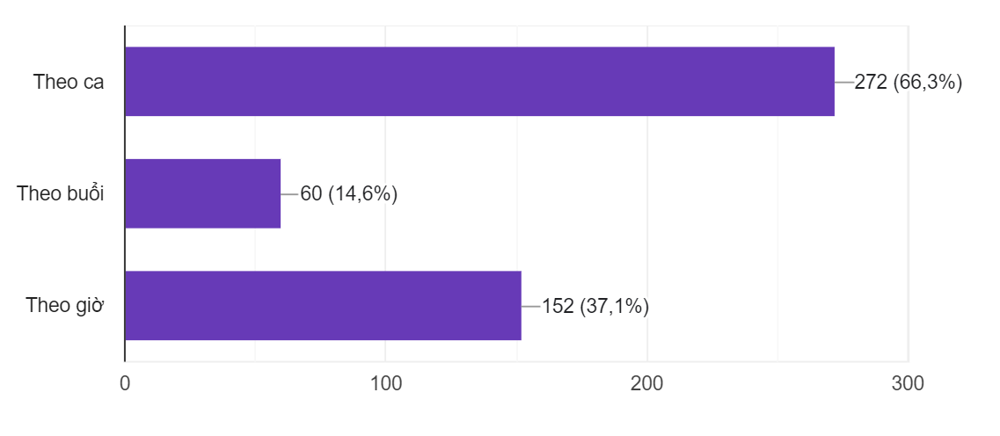 Theo ca
272 (66,3%)
Theo buổi
60 (14,6%)
Theo giờ
152 (37,1%)
0
100
200
300